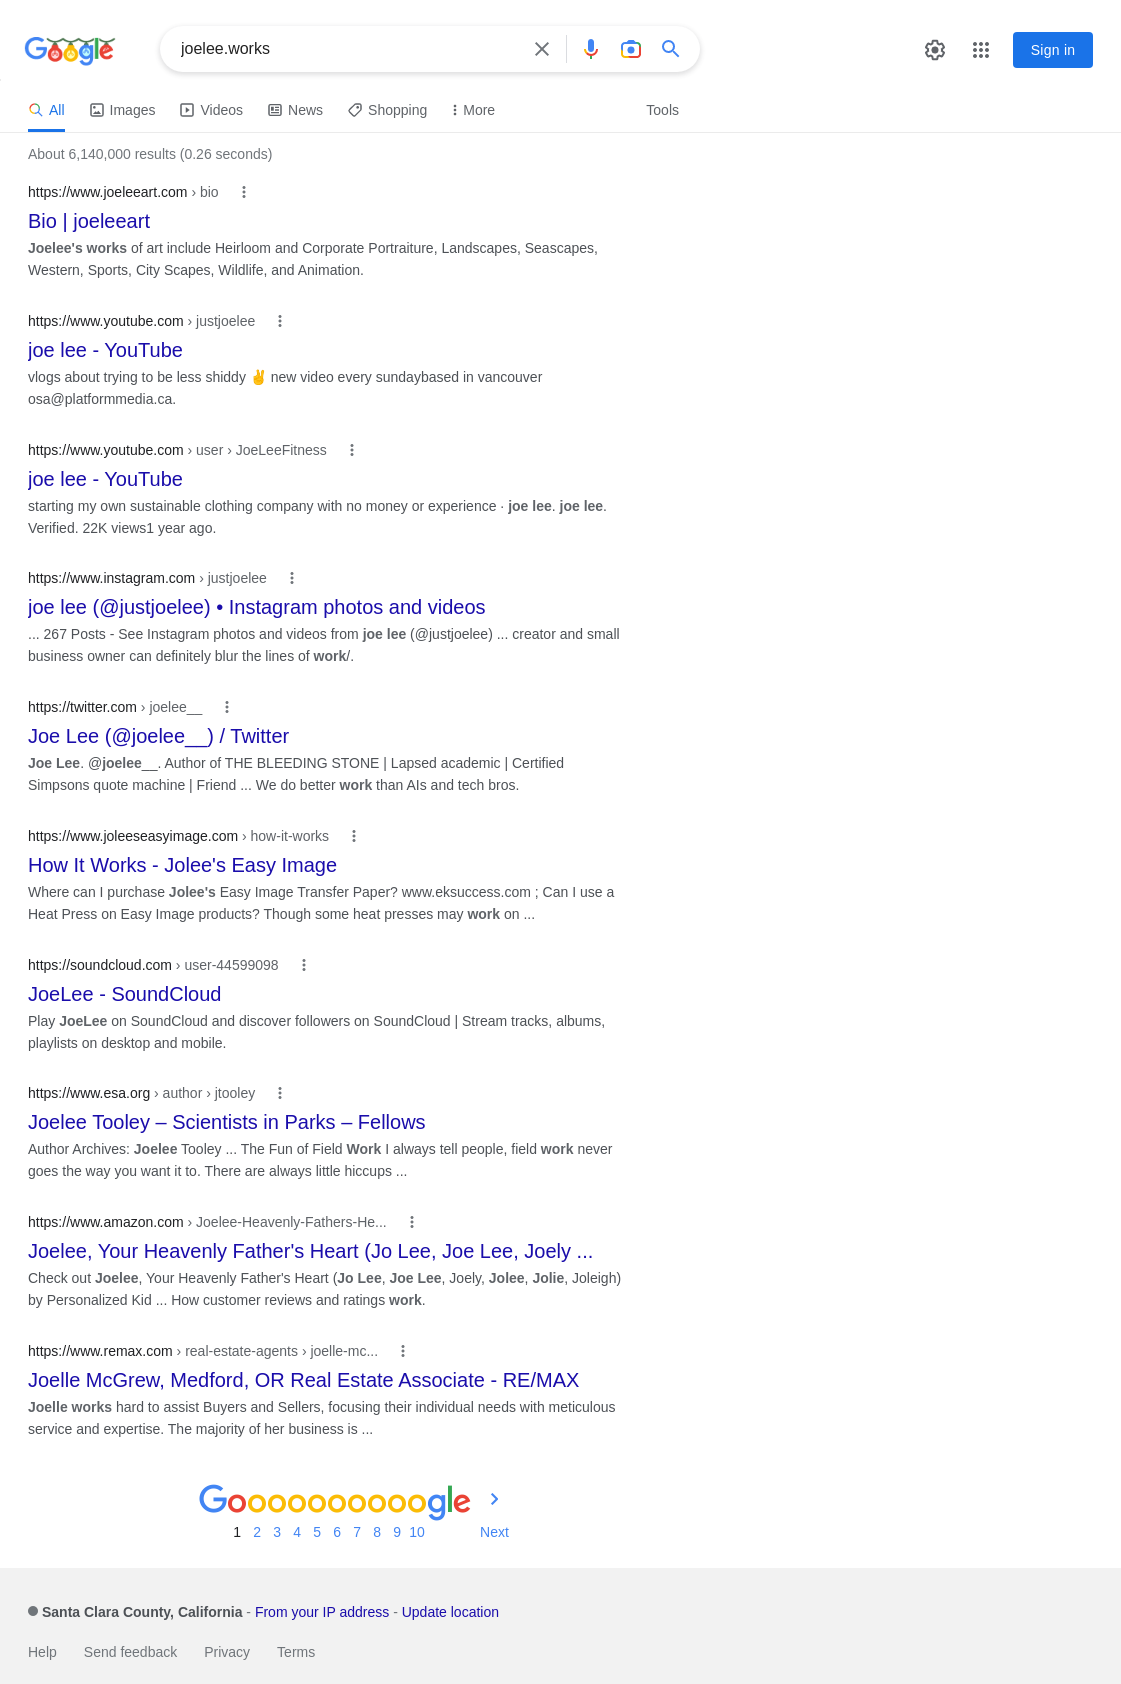 Google
joelee.works
Sign in
All Images Videos News Shopping More Tools
About 6,140,000 results (0.26 seconds)
https://www.joeleeart.com › bio
Bio | joeleeart
Joelee's works of art include Heirloom and Corporate Portraiture, Landscapes, Seascapes,
Western, Sports, City Scapes, Wildlife, and Animation.
https://www.youtube.com › justjoelee
joe lee - YouTube
vlogs about trying to be less shiddy ✌ new video every sundaybased in vancouver
osa@platformmedia.ca.
https://www.youtube.com › user › JoeLeeFitness
joe lee - YouTube
starting my own sustainable clothing company with no money or experience · joe lee. joe lee.
Verified. 22K views1 year ago.
https://www.instagram.com › justjoelee
joe lee (@justjoelee) • Instagram photos and videos
... 267 Posts - See Instagram photos and videos from joe lee (@justjoelee) ... creator and small
business owner can definitely blur the lines of work/.
https://twitter.com › joelee__
Joe Lee (@joelee__) / Twitter
Joe Lee. @joelee__. Author of THE BLEEDING STONE | Lapsed academic | Certified
Simpsons quote machine | Friend ... We do better work than AIs and tech bros.
https://www.joleeseasyimage.com › how-it-works
How It Works - Jolee's Easy Image
Where can I purchase Jolee's Easy Image Transfer Paper? www.eksuccess.com ; Can I use a
Heat Press on Easy Image products? Though some heat presses may work on ...
https://soundcloud.com › user-44599098
JoeLee - SoundCloud
Play JoeLee on SoundCloud and discover followers on SoundCloud | Stream tracks, albums,
playlists on desktop and mobile.
https://www.esa.org › author › jtooley
Joelee Tooley – Scientists in Parks – Fellows
Author Archives: Joelee Tooley ... The Fun of Field Work I always tell people, field work never
goes the way you want it to. There are always little hiccups ...
https://www.amazon.com › Joelee-Heavenly-Fathers-He...
Joelee, Your Heavenly Father's Heart (Jo Lee, Joe Lee, Joely ...
Check out Joelee, Your Heavenly Father's Heart (Jo Lee, Joe Lee, Joely, Jolee, Jolie, Joleigh)
by Personalized Kid ... How customer reviews and ratings work.
https://www.remax.com › real-estate-agents › joelle-mc...
Joelle McGrew, Medford, OR Real Estate Associate - RE/MAX
Joelle works hard to assist Buyers and Sellers, focusing their individual needs with meticulous
service and expertise. The majority of her business is ...
Goooooooooogle
1 2 3 4 5 6 7 8 9 10 Next
Santa Clara County, California - From your IP address - Update location
Help Send feedback Privacy Terms